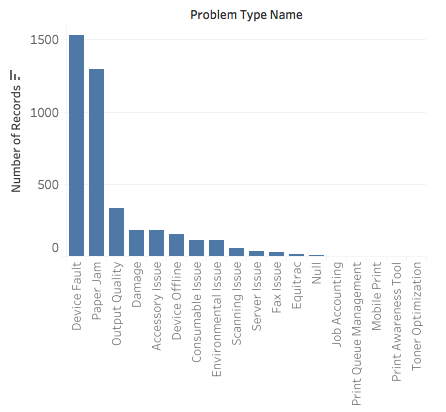 Problem Type Name
Number of Records
1500
1000
500
0
Device Fault
Paper Jam
Output Quality
Damage
Accessory Issue
Device Offline
Consumable Issue
Environmental Issue
Scanning Issue
Server Issue
Fax Issue
Equitrac
Null
Job Accounting
Print Queue Management
Mobile Print
Print Awareness Tool
Toner Optimization